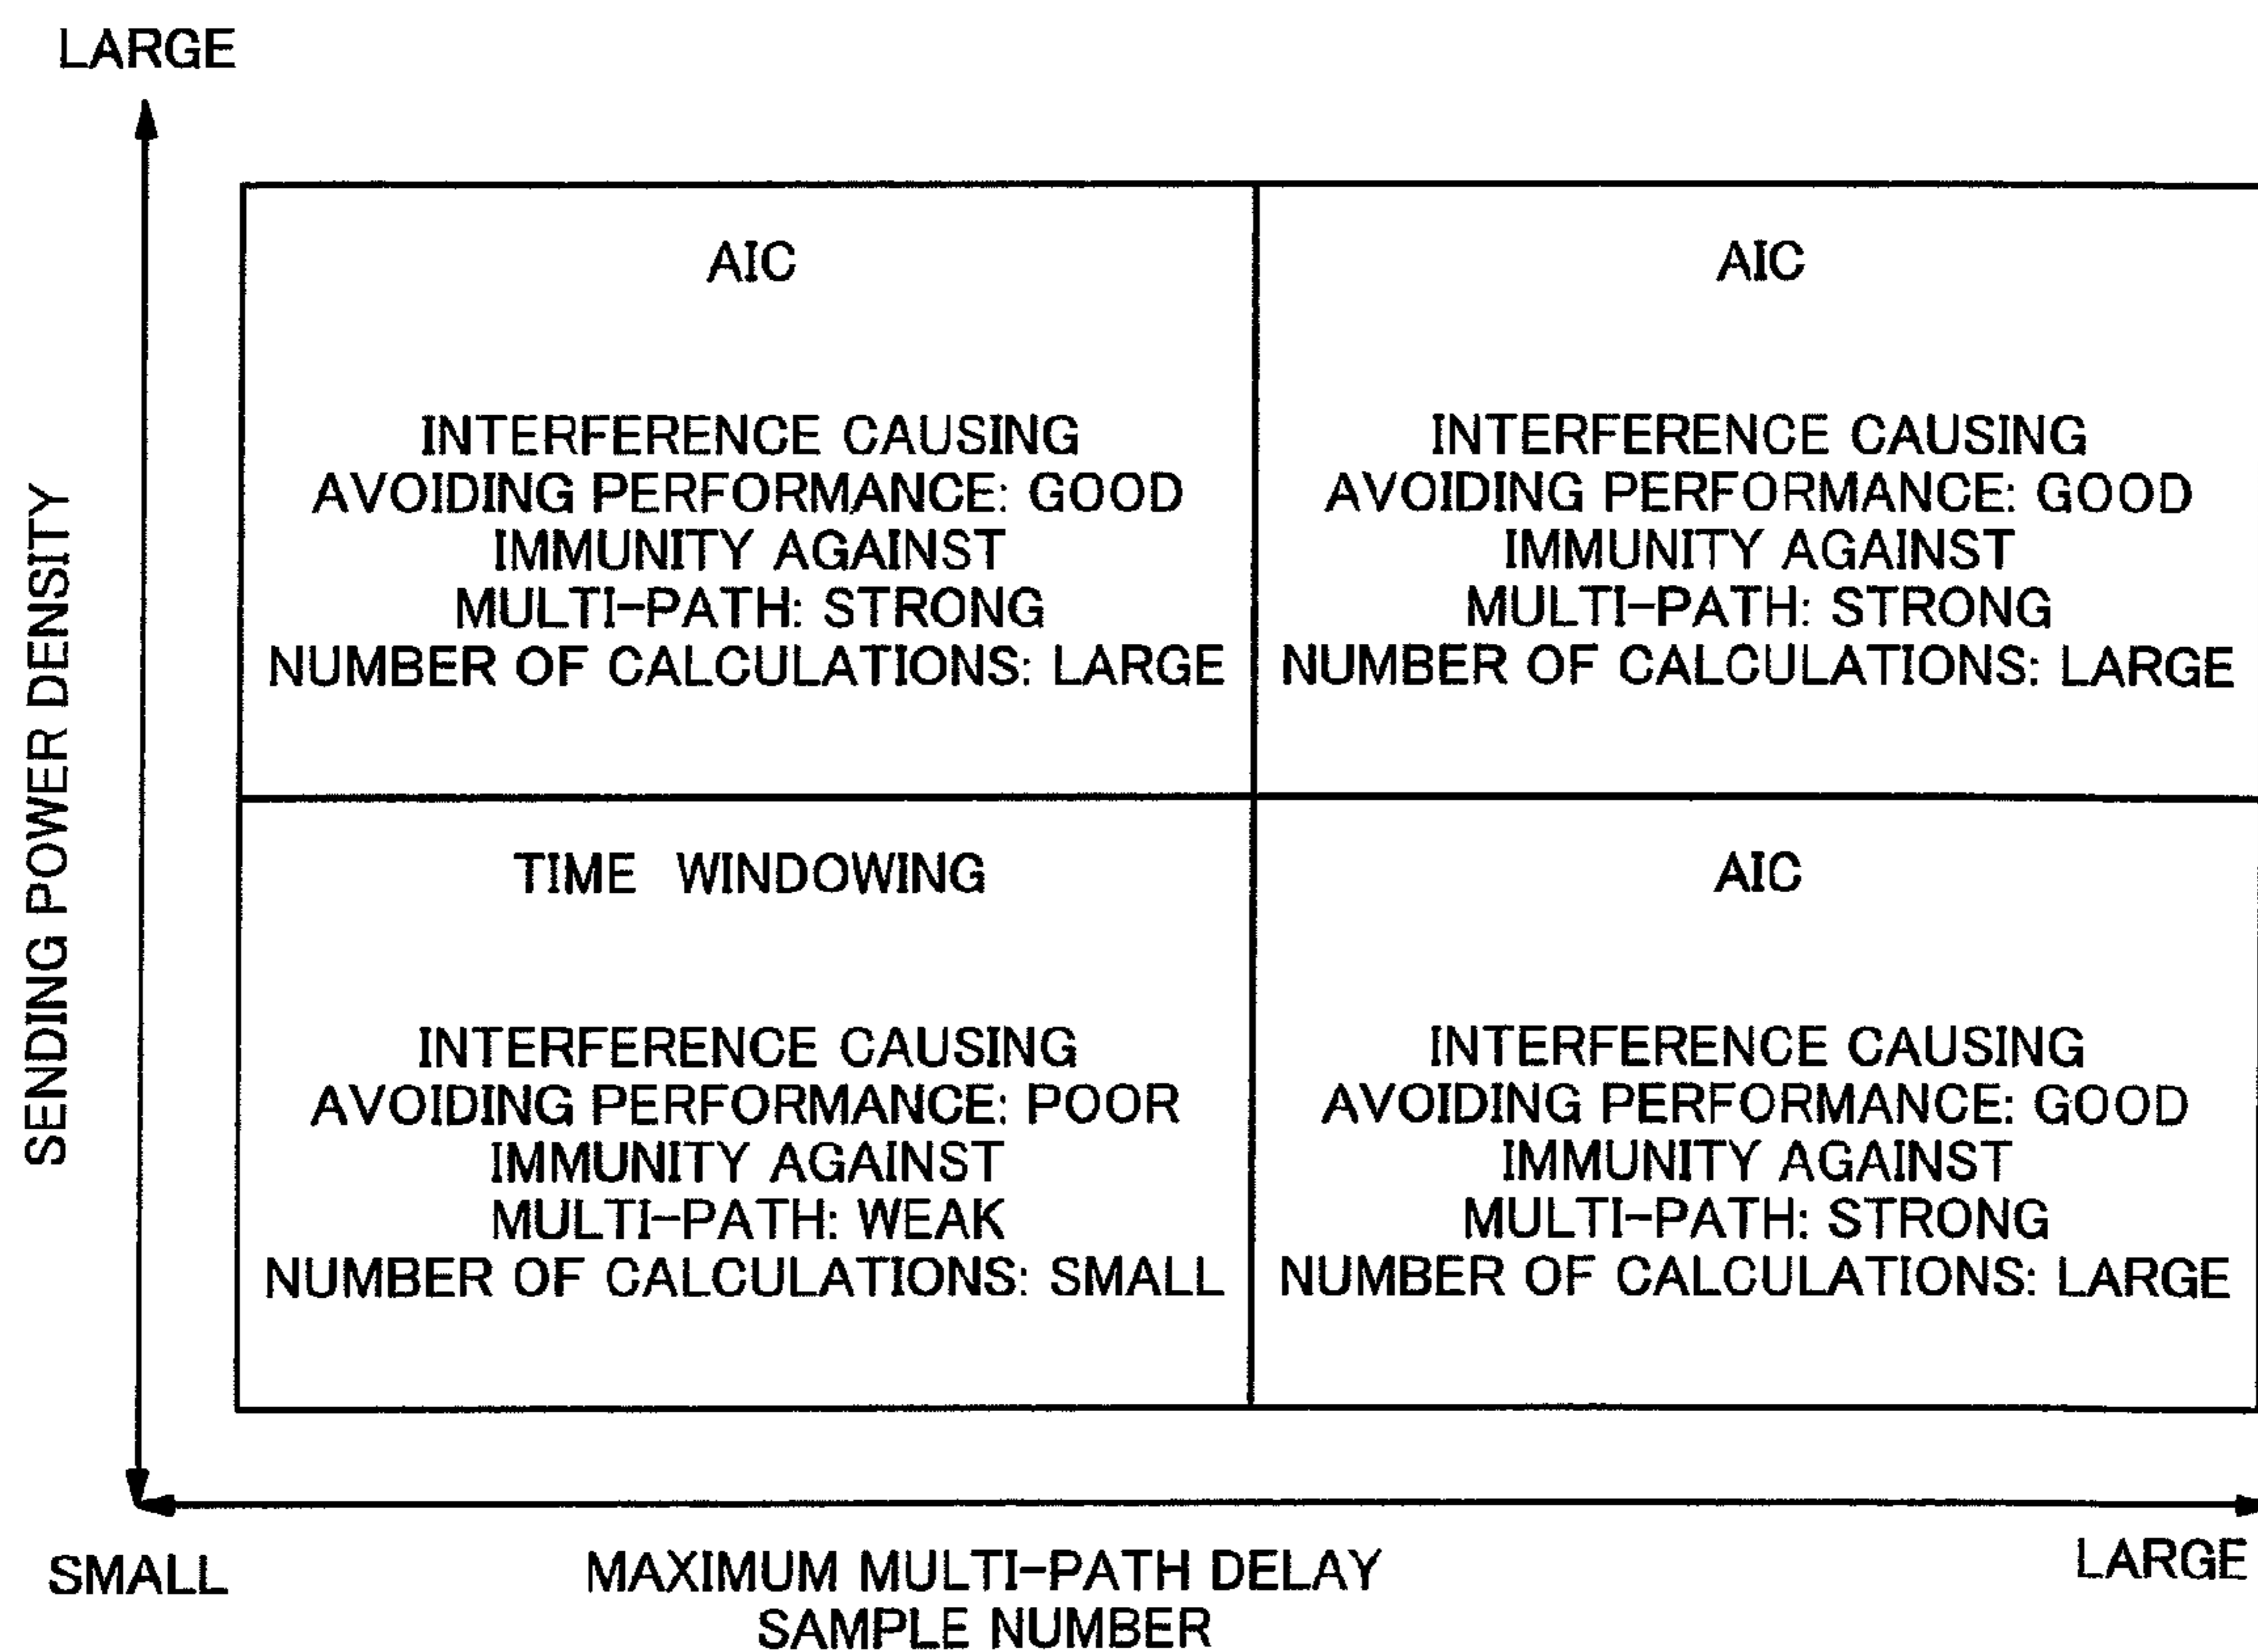 LARGE
SENDING POWER DENSITY
AIC
INTERFERENCE CAUSING
AVOIDING PERFORMANCE: GOOD
IMMUNITY AGAINST
MULTI-PATH: STRONG
NUMBER OF CALCULATIONS: LARGE
AIC
INTERFERENCE CAUSING
AVOIDING PERFORMANCE: GOOD
IMMUNITY AGAINST
MULTI-PATH: STRONG
NUMBER OF CALCULATIONS: LARGE
TIME WINDOWING
INTERFERENCE CAUSING
AVOIDING PERFORMANCE: POOR
IMMUNITY AGAINST
MULTI-PATH: WEAK
NUMBER OF CALCULATIONS: SMALL
AIC
INTERFERENCE CAUSING
AVOIDING PERFORMANCE: GOOD
IMMUNITY AGAINST
MULTI-PATH: STRONG
NUMBER OF CALCULATIONS: LARGE
SMALL
MAXIMUM MULTI-PATH DELAY
SAMPLE NUMBER
LARGE